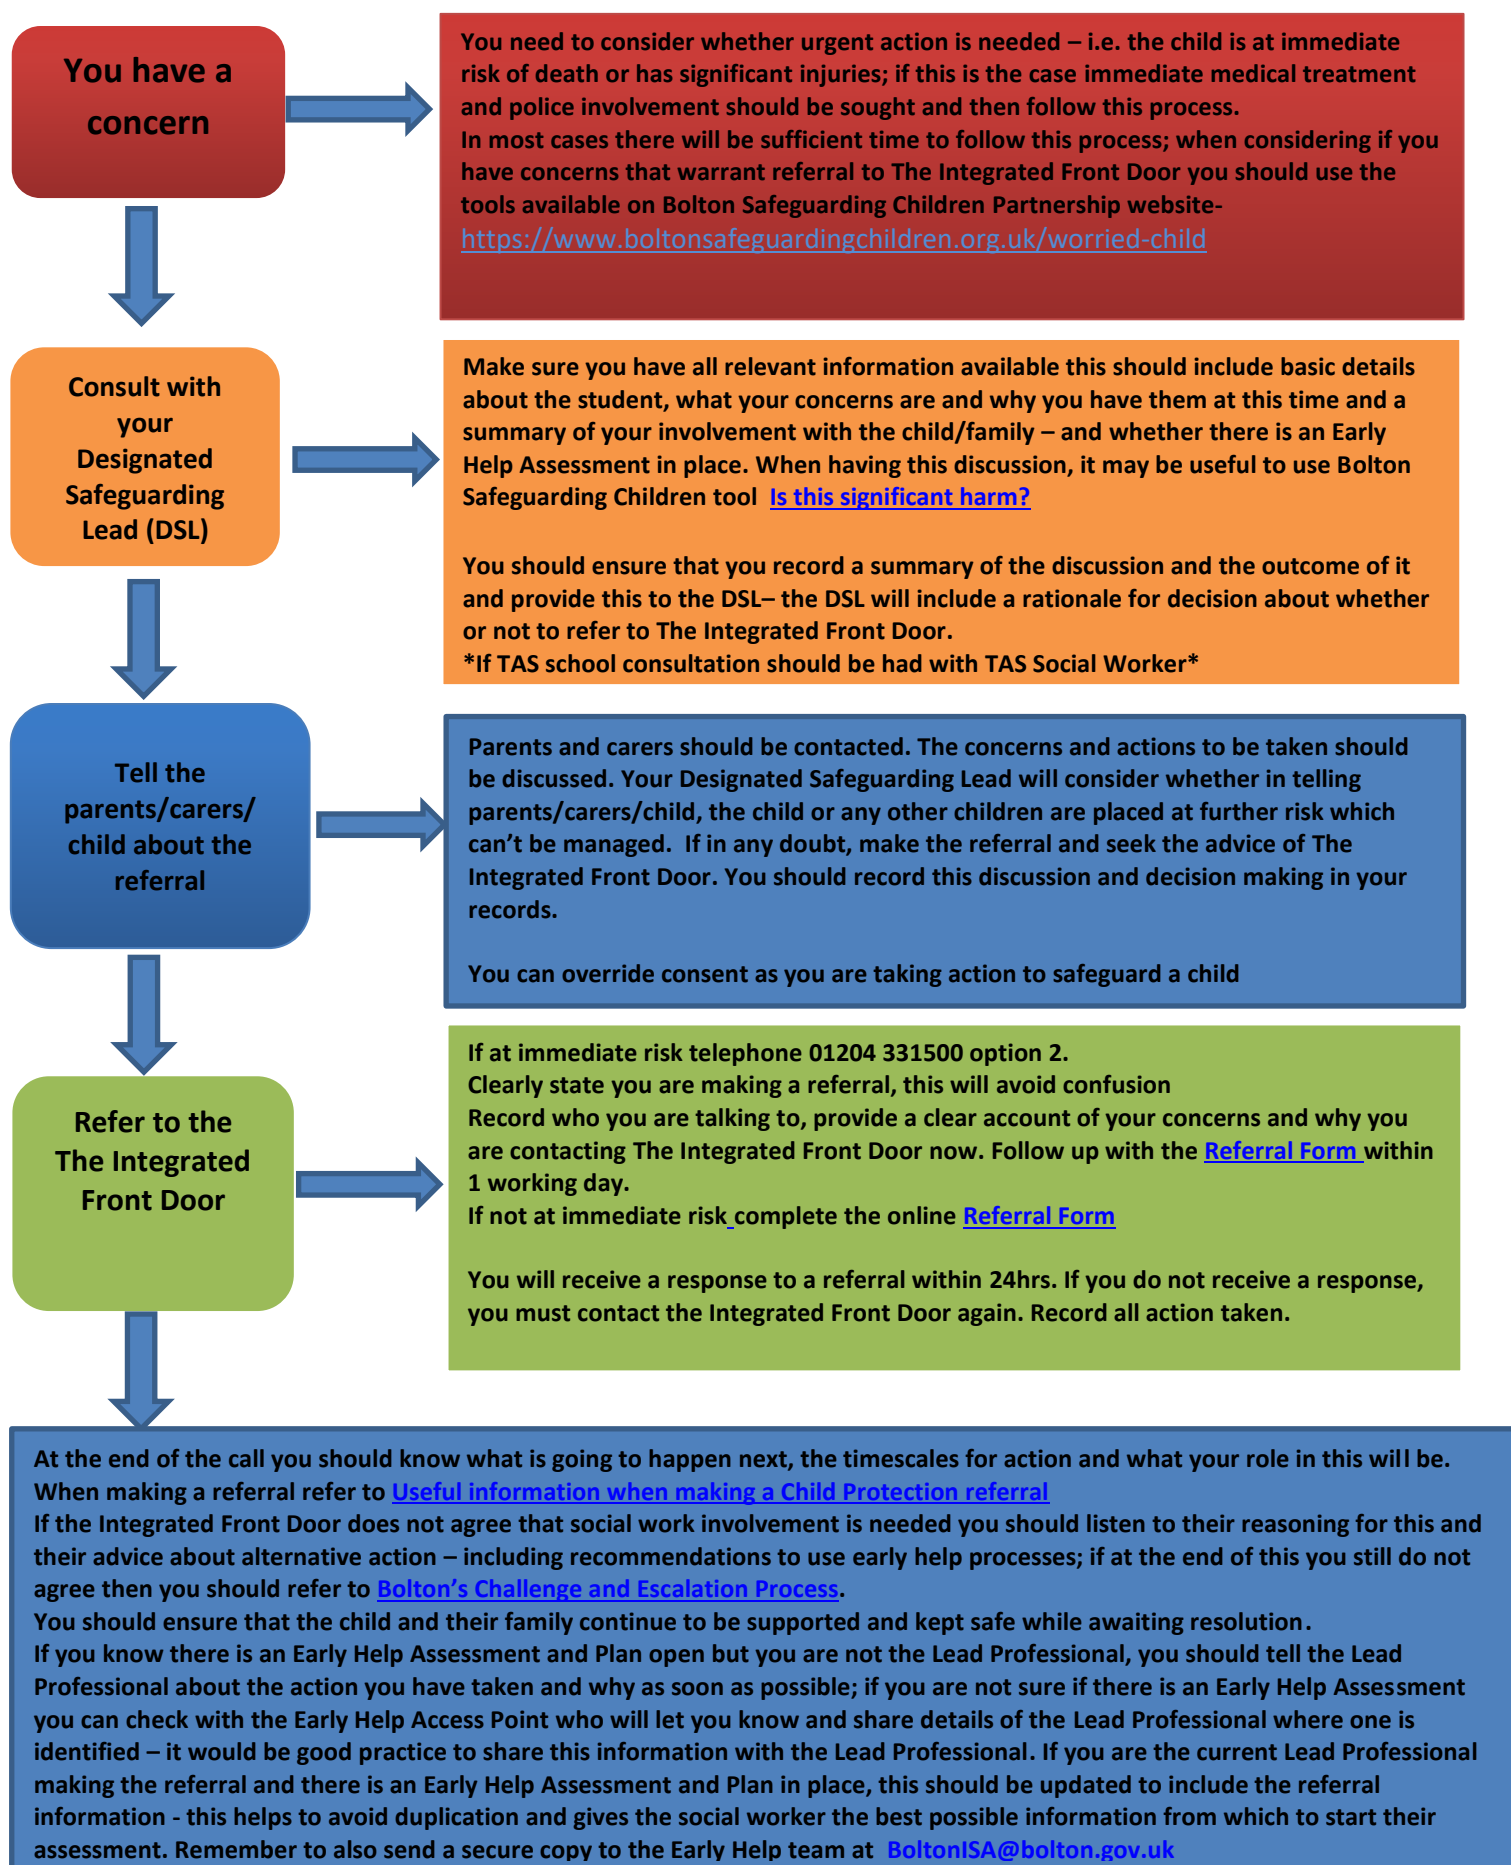 You have a
concern
You need to consider whether urgent action is needed – i.e. the child is at immediate
risk of death or has significant injuries; if this is the case immediate medical treatment
and police involvement should be sought and then follow this process.
In most cases there will be sufficient time to follow this process; when considering if you
have concerns that warrant referral to The Integrated Front Door you should use the
tools available on Bolton Safeguarding Children Partnership website-
https://www.boltonsafeguardingchildren.org.uk/worried-child
Consult with
your
Designated
Safeguarding
Lead (DSL)
Make sure you have all relevant information available this should include basic details
about the student, what your concerns are and why you have them at this time and a
summary of your involvement with the child/family – and whether there is an Early
Help Assessment in place. When having this discussion, it may be useful to use Bolton
Safeguarding Children tool  Is this significant harm?
You should ensure that you record a summary of the discussion and the outcome of it
and provide this to the DSL– the DSL will include a rationale for decision about whether
or not to refer to The Integrated Front Door.
*If TAS school consultation should be had with TAS Social Worker*
Tell the
parents/carers/
child about the
referral
Parents and carers should be contacted. The concerns and actions to be taken should
be discussed. Your Designated Safeguarding Lead will consider whether in telling
parents/carers/child, the child or any other children are placed at further risk which
can’t be managed.  If in any doubt, make the referral and seek the advice of The
Integrated Front Door. You should record this discussion and decision making in your
records.
You can override consent as you are taking action to safeguard a child
Refer to the
The Integrated
Front Door
If at immediate risk telephone 01204 331500 option 2.
Clearly state you are making a referral, this will avoid confusion
Record who you are talking to, provide a clear account of your concerns and why you
are contacting The Integrated Front Door now. Follow up with the Referral Form within
1 working day.
If not at immediate risk complete the online Referral Form
You will receive a response to a referral within 24hrs. If you do not receive a response,
you must contact the Integrated Front Door again. Record all action taken.
At the end of the call you should know what is going to happen next, the timescales for action and what your role in this will be.
When making a referral refer to Useful information when making a Child Protection referral
If the Integrated Front Door does not agree that social work involvement is needed you should listen to their reasoning for this and
their advice about alternative action – including recommendations to use early help processes; if at the end of this you still do not
agree then you should refer to Bolton’s Challenge and Escalation Process.
You should ensure that the child and their family continue to be supported and kept safe while awaiting resolution.
If you know there is an Early Help Assessment and Plan open but you are not the Lead Professional, you should tell the Lead
Professional about the action you have taken and why as soon as possible; if you are not sure if there is an Early Help Assessment
you can check with the Early Help Access Point who will let you know and share details of the Lead Professional where one is
identified – it would be good practice to share this information with the Lead Professional. If you are the current Lead Professional
making the referral and there is an Early Help Assessment and Plan in place, this should be updated to include the referral
information - this helps to avoid duplication and gives the social worker the best possible information from which to start their
assessment. Remember to also send a secure copy to the Early Help team at  BoltonISA@bolton.gov.uk